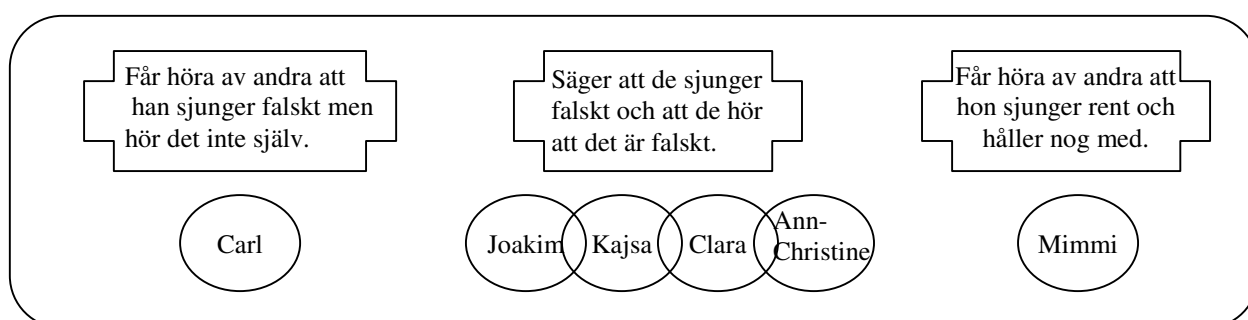 Får höra av andra att
han sjunger falskt men
hör det inte själv.
Säger att de sjunger
falskt och att de hör
att det är falskt.
Får höra av andra att
hon sjunger rent och
håller nog med.
Carl
Joakim
Kajsa
Clara
Ann-
Christine
Mimmi